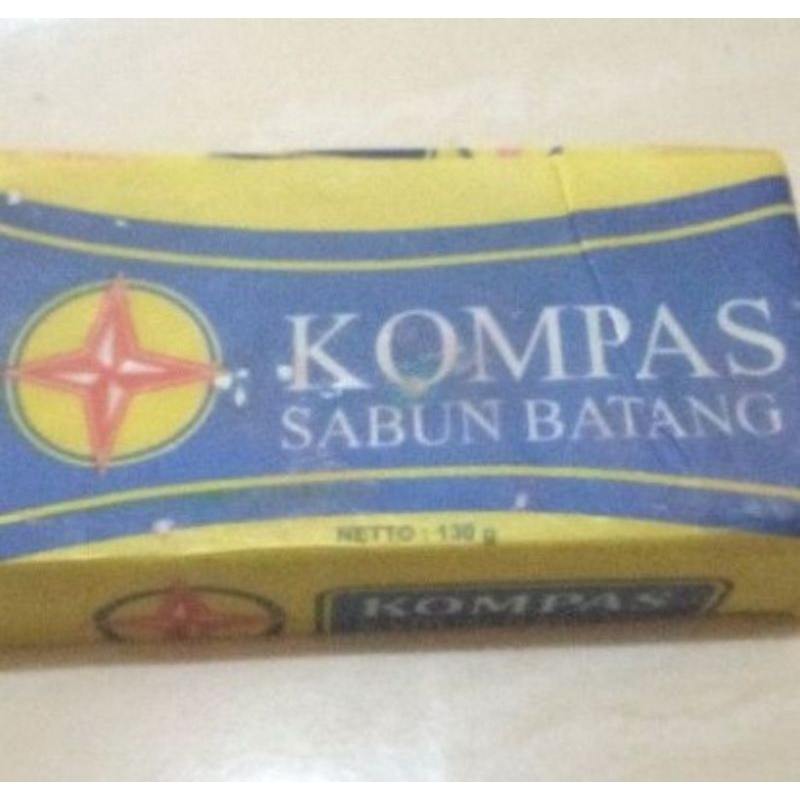 KOMPAS
SABUN BATANG
NETTO : 130 g
KOMPAS